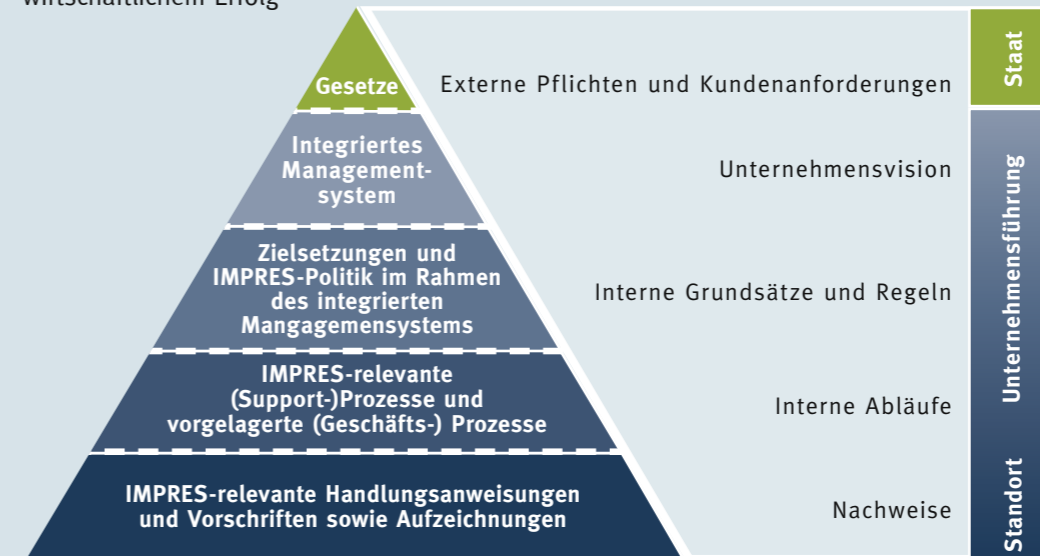 wirtschaftlichem Erfolg
Gesetze
Externe Pflichten und Kundenanforderungen
Staat
Integriertes
Management-
system
Unternehmensvision
Unternehmensführung
Zielsetzungen und
IMPRES-Politik im Rahmen
des integrierten
Mangagemensystems
Interne Grundsätze und Regeln
IMPRES-relevante
(Support-)Prozesse und
vorgelagerte (Geschäfts-) Prozesse
Interne Abläufe
IMPRES-relevante Handlungsanweisungen
und Vorschriften sowie Aufzeichnungen
Nachweise
Standort